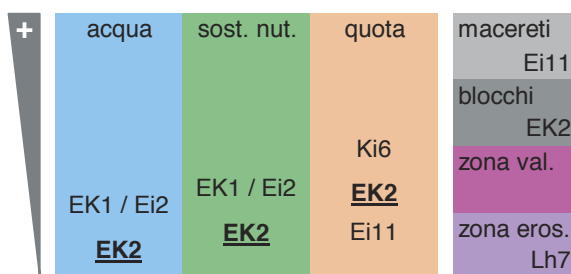 +
acqua
sost. nut.
quota
macereti
Ei11
blocchi
EK2
Ki6
zona val.
EK1 / Ei2
EK1 / Ei2
EK2
EK2
EK2
Ei11
zona eros.
Lh7